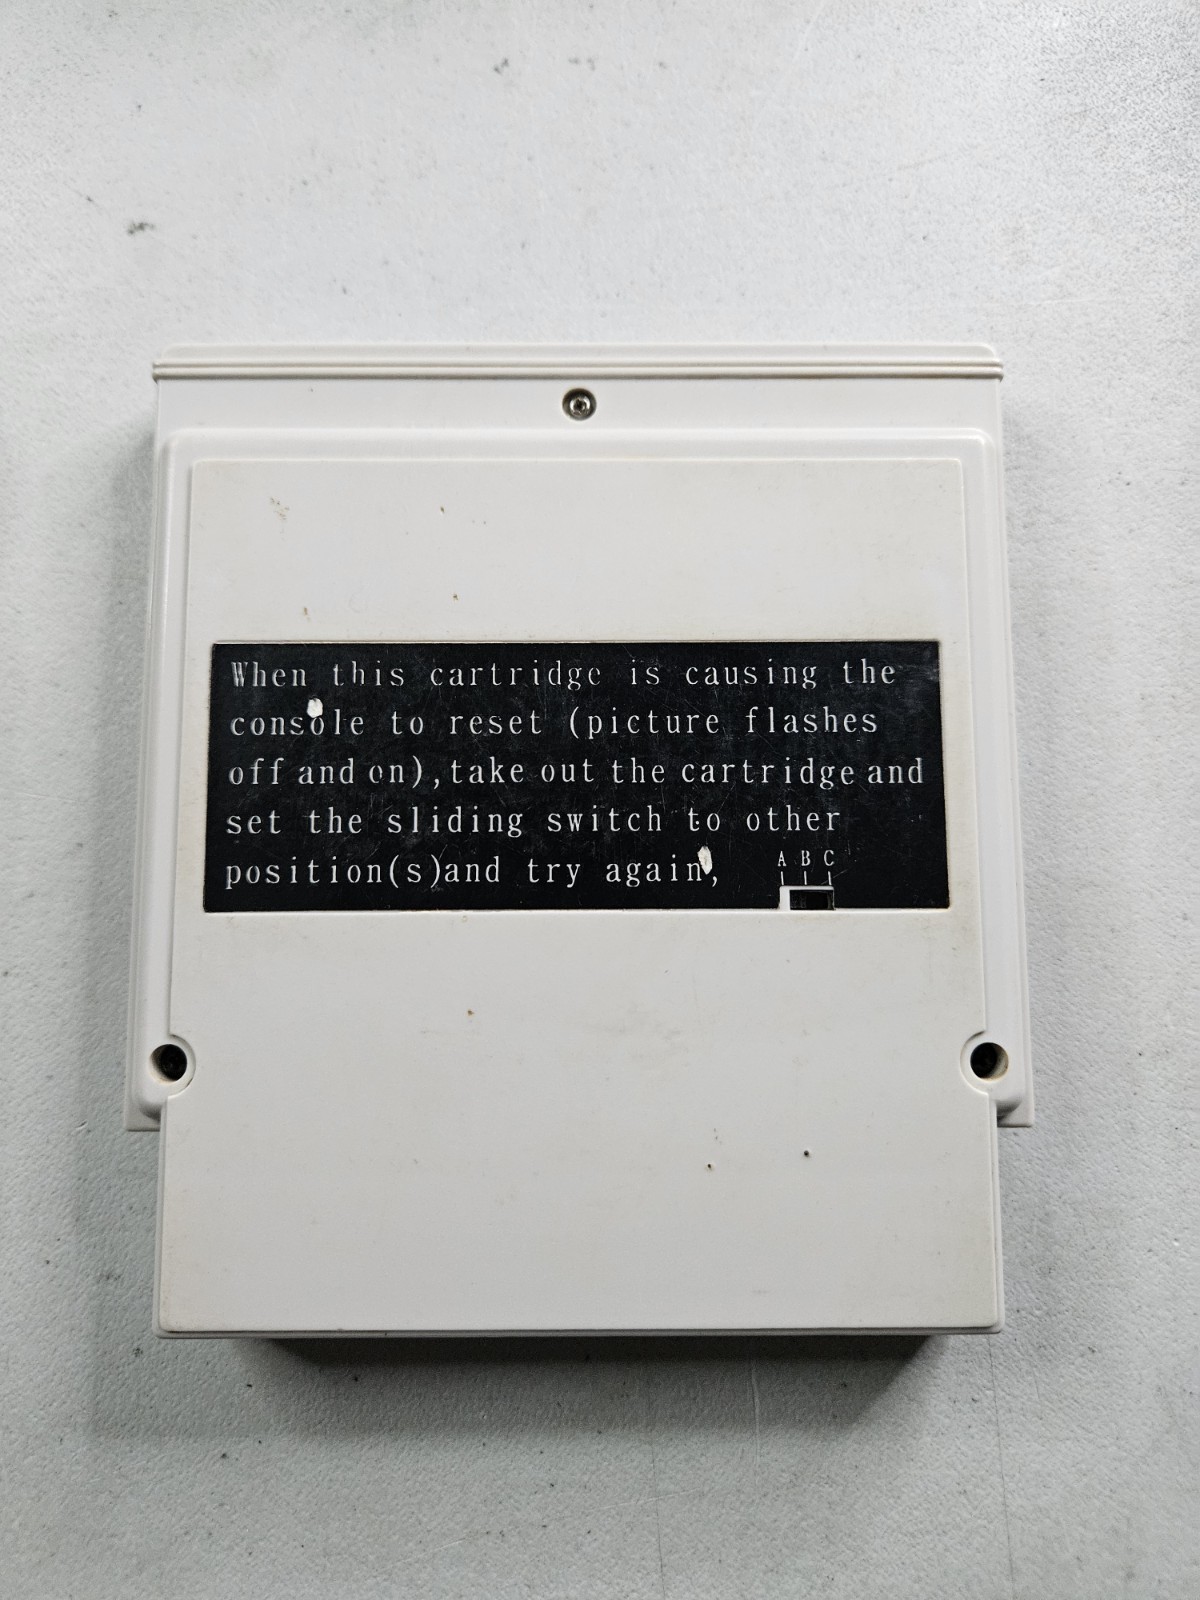 When this cartridge is causing the
console to reset (picture flashes
off and on),take out the cartridge and
set the sliding switch to other
position(s)and try again,
A B C